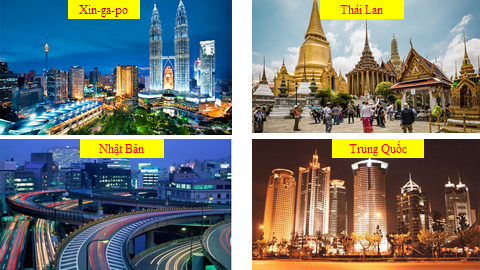 Xin-ga-po
Thái Lan
Nhật Bản
Trung Quốc